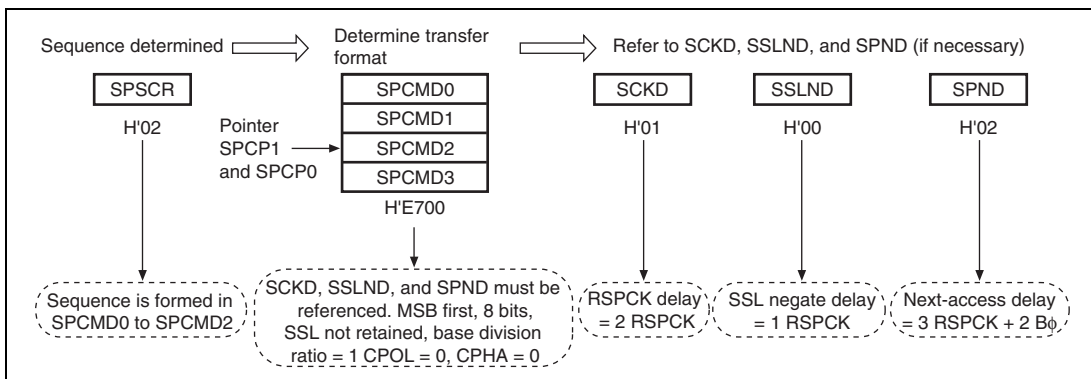 Sequence determined
Determine transfer
format
Refer to SCKD, SSLND, and SPND (if necessary)
SPSCR
H'02
Pointer
SPCP1
and SPCP0
SPCMD0
SPCMD1
SPCMD2
SPCMD3
H'E700
SCKD
H'01
SSLND
H'00
SPND
H'02
Sequence is formed in
SPCMD0 to SPCMD2
SCKD, SSLND, and SPND must be
referenced. MSB first, 8 bits,
SSL not retained, base division
ratio = 1 CPOL = 0, CPHA = 0
RSPCK delay
= 2 RSPCK
SSL negate delay
= 1 RSPCK
Next-access delay
= 3 RSPCK + 2 Bϕ